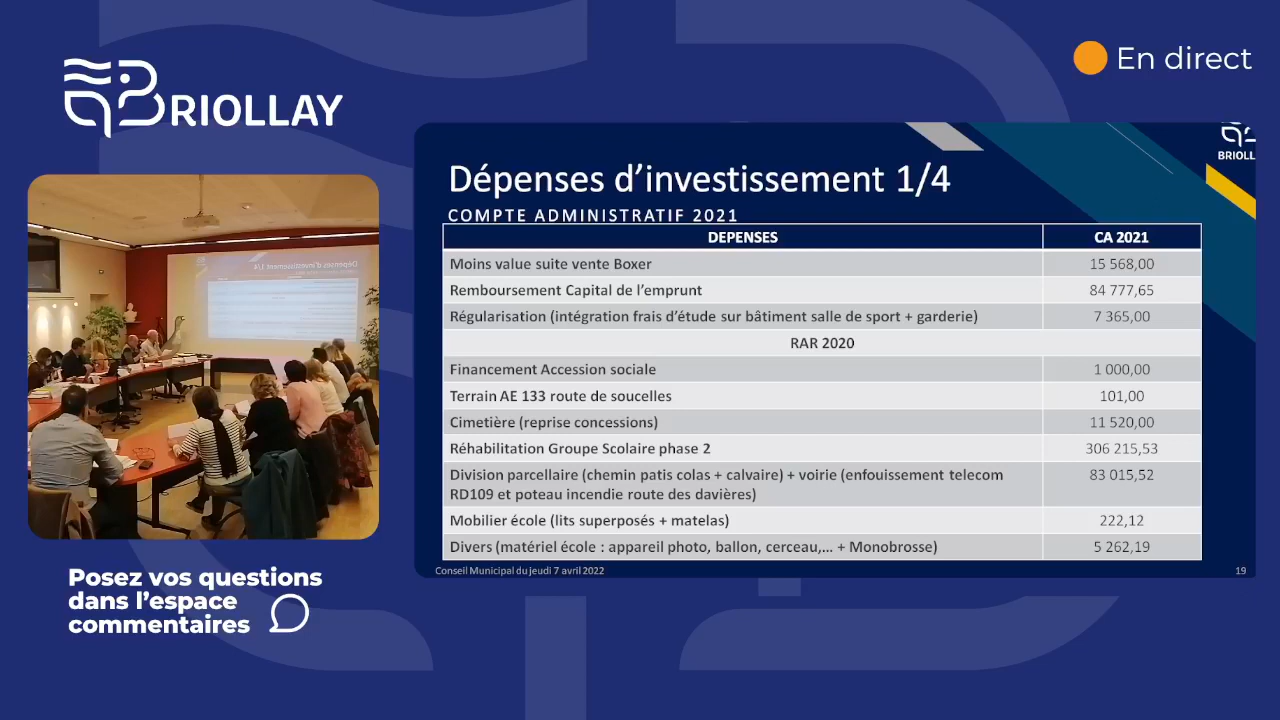 BRIOLLAY
En direct
BRIOLL
Dépenses d'investissement 1/4
COMPTE ADMINISTRATIF 2021
DEPENSES CA 2021
Moins value suite vente Boxer 15 568,00
Remboursement Capital de l'emprunt 84 777,65
Régularisation (intégration frais d'étude sur bâtiment salle de sport + garderie) 7 365,00
RAR 2020
Financement Accession sociale 1 000,00
Terrain AE 133 route de soucelles 101,00
Cimetière (reprise concessions) 11 520,00
Réhabilitation Groupe Scolaire phase 2 306 215,53
Division parcellaire (chemin patis colas + calvaire) + voirie (enfouissement telecom 83 015,52
RD109 et poteau incendie route des davières)
Mobilier école (lits superposés + matelas) 222,12
Divers (matériel école : appareil photo, ballon, cerceau,... + Monobrosse) 5 262,19
Conseil Municipal du jeudi 7 avril 2022 19
Dépenses d'investissement 1/4
Posez vos questions
dans l'espace
commentaires